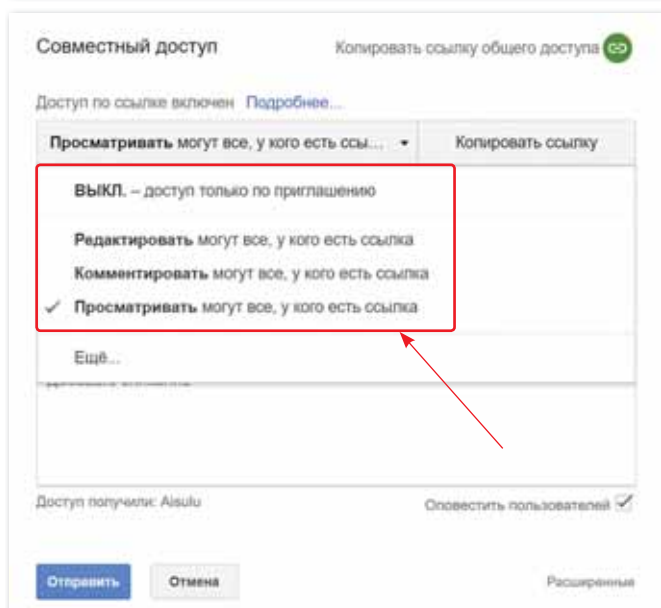 Совместный доступ
Копировать ссылку общего доступа
Доступ по ссылке включен Подробнее...
Просматривать могут все, у кого есть ссы...
Копировать ссылку
ВЫКЛ. – доступ только по приглашению
Редактировать могут все, у кого есть ссылка
Комментировать могут все, у кого есть ссылка
Просматривать могут все, у кого есть ссылка
Ещё...
Доступ получили: Aisulu
Оповестить пользователей
Отправить
Отмена
Расширенные